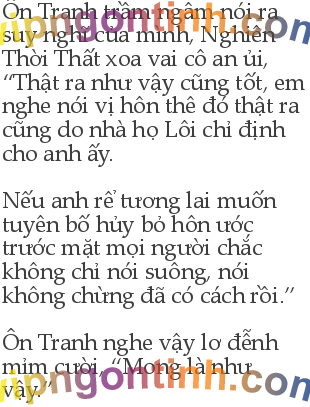 Ôn Tranh trầm ngâm nói ra
suy nghĩ của mình, Nghiên
Thời Thất xoa vai cô an ủi,
“Thật ra như vậy cũng tốt, em
nghe nói vị hôn thê đó thật ra
cũng do nhà họ Lôi chỉ định
cho anh ấy.
Nếu anh rể tương lai muốn
tuyên bố hủy bỏ hôn ước
trước mặt mọi người chắc
không chỉ nói suông, nói
không chừng đã có cách rồi.”
Ôn Tranh nghe vậy lơ đễnh
mỉm cười, “Mong là như
vậy.”
vipngontinh.com
vipngontinh.com